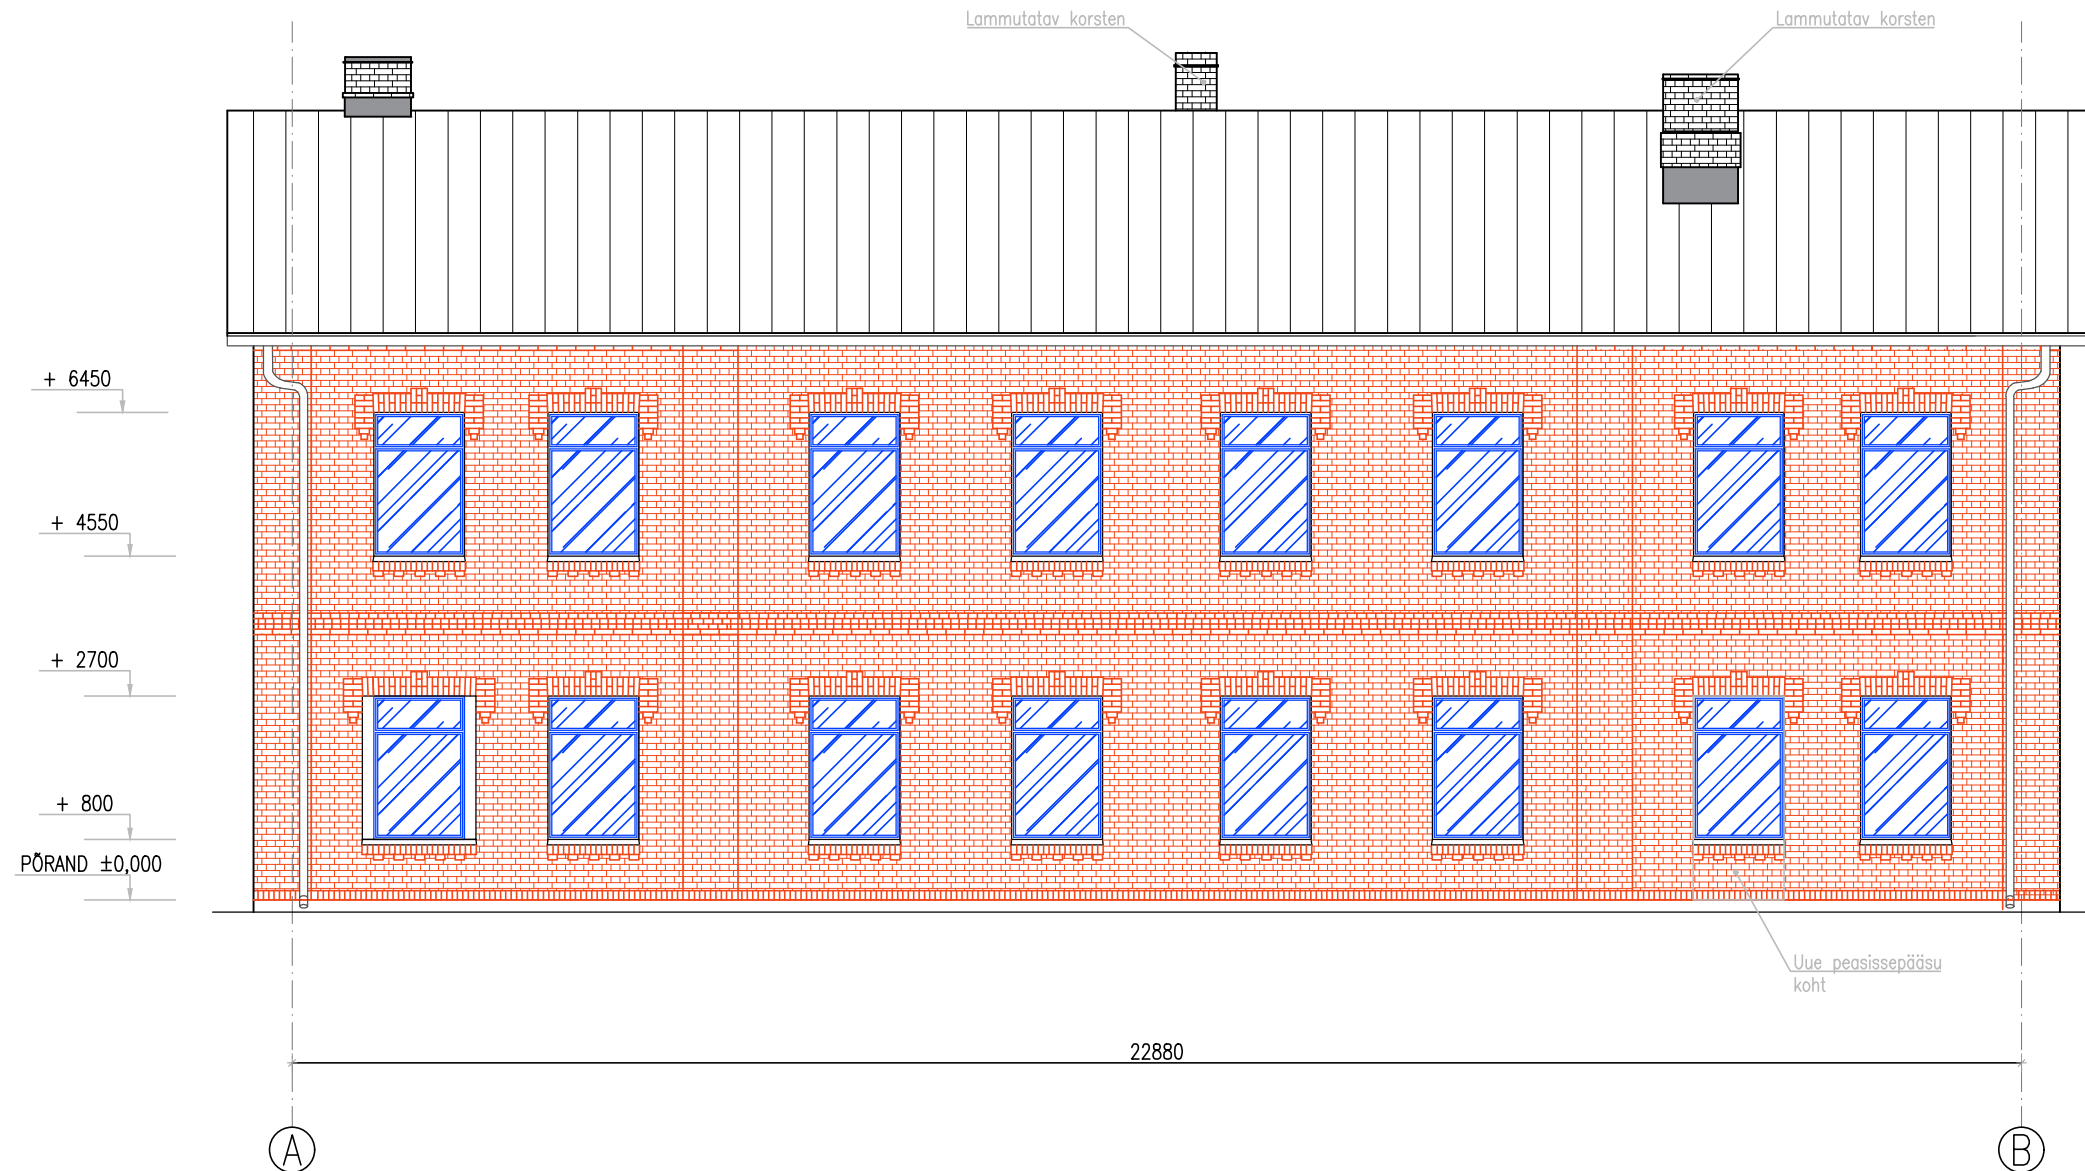 Lammutatav korsten
Lammutatav korsten
+ 6450
+ 4550
+ 2700
+ 800
PÕRAND ±0,000
Uue peasissepääsu
koht
22880
A
B